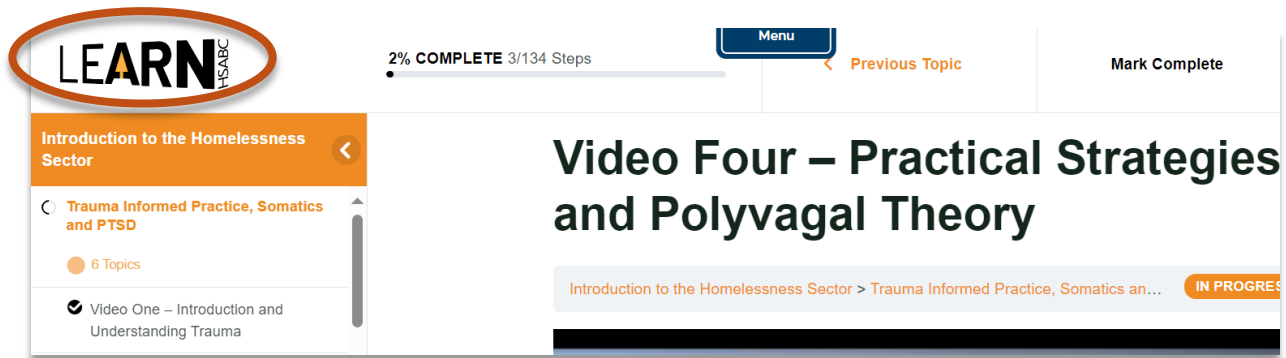 LEARN HSABC
2% COMPLETE 3/134 Steps
Menu
Previous Topic
Mark Complete
Introduction to the Homelessness
Sector
Trauma Informed Practice, Somatics
and PTSD
6 Topics
Video One – Introduction and
Understanding Trauma
Video Four – Practical Strategies
and Polyvagal Theory
Introduction to the Homelessness Sector > Trauma Informed Practice, Somatics an…
IN PROGRES